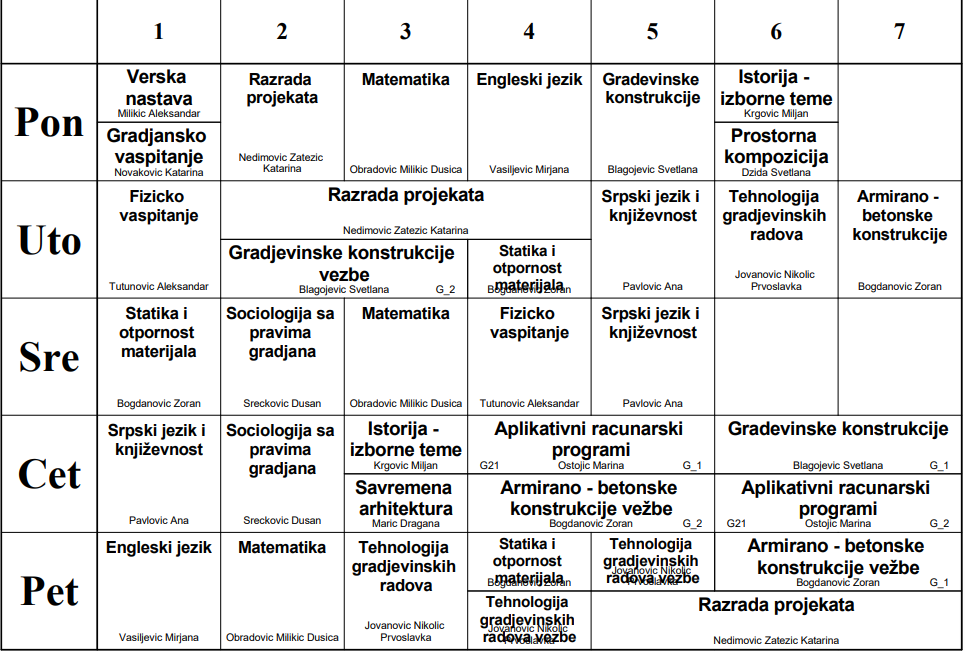 1 2 3 4 5 6 7
Pon
Verska
nastava
Milikic Aleksandar
Gradjansko
vaspitanje
Novakovic Katarina
Razrada
projekata
Nedimovic Zatezic
Katarina
Matematika
Obradovic Milikic Dusica
Engleski jezik
Vasiljevic Mirjana
Gradevinske
konstrukcije
Blagojevic Svetlana
Istorija -
izborne teme
Krgovic Miljan
Prostorna
kompozicija
Dzida Svetlana
Uto
Fizicko
vaspitanje
Tutunovic Aleksandar
Razrada projekata
Nedimovic Zatezic Katarina
Gradjevinske konstrukcije
vezbe
Blagojevic Svetlana G_2
Statika i
otpornost
materijala
Bogdanovic Zoran
Srpski jezik i
književnost
Pavlovic Ana
Tehnologija
gradjevinskih
radova
Jovanovic Nikolic
Prvoslavka
Armirano -
betonske
konstrukcije
Bogdanovic Zoran
Sre
Statika i
otpornost
materijala
Bogdanovic Zoran
Sociologija sa
pravima
gradjana
Sreckovic Dusan
Matematika
Obradovic Milikic Dusica
Fizicko
vaspitanje
Tutunovic Aleksandar
Srpski jezik i
književnost
Pavlovic Ana
Cet
Srpski jezik i
književnost
Pavlovic Ana
Sociologija sa
pravima
gradjana
Sreckovic Dusan
Istorija -
izborne teme
Krgovic Miljan
Savremena
arhitektura
Maric Dragana
Aplikativni racunarski
programi
G21 Ostojic Marina G_1
Armirano - betonske
konstrukcije vežbe
Bogdanovic Zoran G_2
Gradevinske konstrukcije
Blagojevic Svetlana G_1
Aplikativni racunarski
programi
G21 Ostojic Marina G_2
Pet
Engleski jezik
Vasiljevic Mirjana
Matematika
Obradovic Milikic Dusica
Tehnologija
gradjevinskih
radova
Jovanovic Nikolic
Prvoslavka
Statika i
otpornost
materijala
Bogdanovic Zoran
Tehnologija
gradjevinskih
radova vezbe
Jovanovic Nikolic
Prvoslavka
Tehnologija
gradjevinskih
radova vezbe
Jovanovic Nikolic
Prvoslavka
Armirano - betonske
konstrukcije vežbe
Bogdanovic Zoran G_1
Razrada projekata
Nedimovic Zatezic Katarina